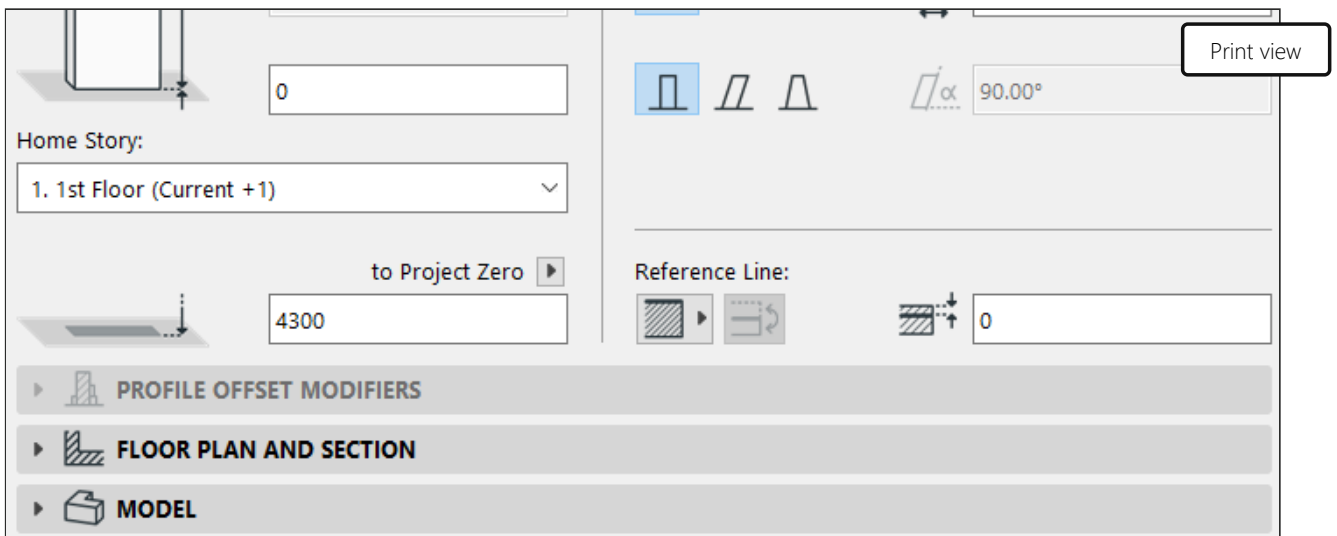 Print view
0
α 90.00°
Home Story:
1. 1st Floor (Current +1)
to Project Zero
Reference Line:
4300
0
PROFILE OFFSET MODIFIERS
FLOOR PLAN AND SECTION
MODEL